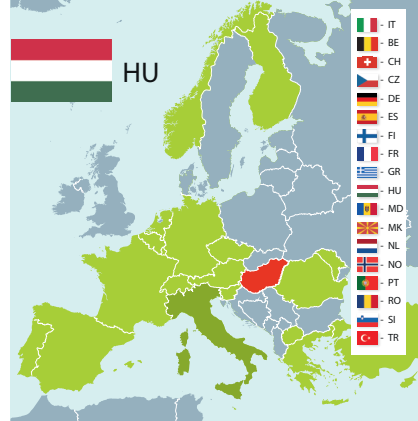 HU
- IT
- BE
- CH
- CZ
- DE
- ES
- FI
- FR
- GR
- HU
- MD
- MK
- NL
- NO
- PT
- RO
- SI
- TR